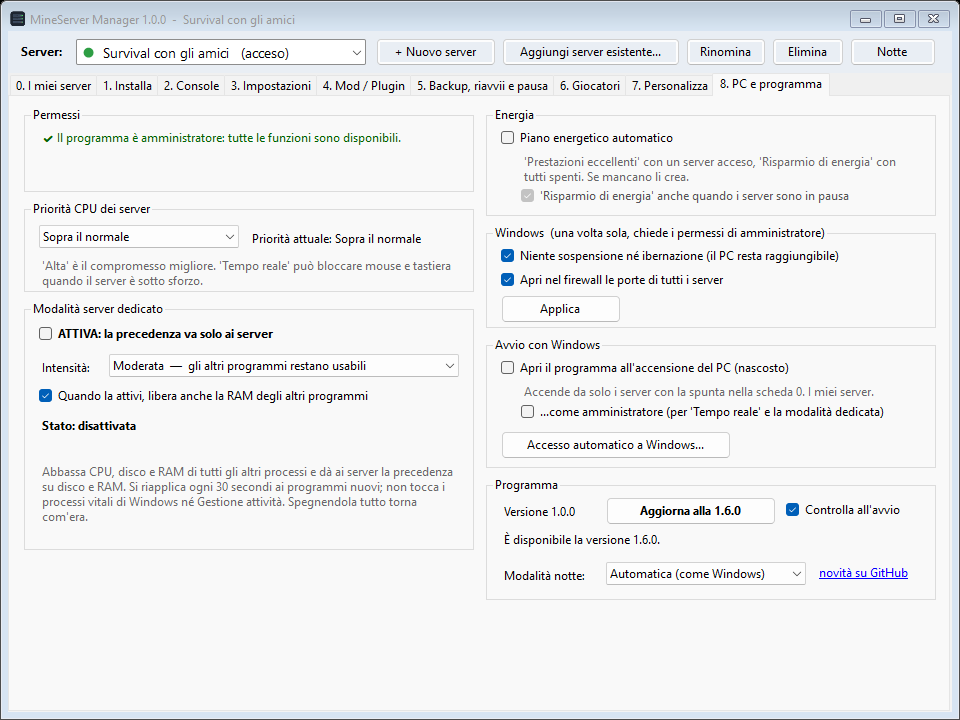 MineServer Manager 1.0.0 - Survival con gli amici
Server: Survival con gli amici (acceso) + Nuovo server Aggiungi server esistente... Rinomina Elimina Notte
0. I miei server 1. Installa 2. Console 3. Impostazioni 4. Mod / Plugin 5. Backup, riavvii e pausa 6. Giocatori 7. Personalizza 8. PC e programma
Permessi
Il programma è amministratore: tutte le funzioni sono disponibili.
Priorità CPU dei server
Sopra il normale Priorità attuale: Sopra il normale
'Alta' è il compromesso migliore. 'Tempo reale' può bloccare mouse e tastiera
quando il server è sotto sforzo.
Modalità server dedicato
ATTIVA: la precedenza va solo ai server
Intensità: Moderata — gli altri programmi restano usabili
Quando la attivi, libera anche la RAM degli altri programmi
Stato: disattivata
Abbassa CPU, disco e RAM di tutti gli altri processi e dà ai server la precedenza
su disco e RAM. Si riapplica ogni 30 secondi ai programmi nuovi; non tocca i
processi vitali di Windows né Gestione attività. Spegnendola tutto torna
com'era.
Energia
Piano energetico automatico
'Prestazioni eccellenti' con un server acceso, 'Risparmio di energia' con
tutti spenti. Se mancano li crea.
'Risparmio di energia' anche quando i server sono in pausa
Windows (una volta sola, chiede i permessi di amministratore)
Niente sospensione né ibernazione (il PC resta raggiungibile)
Apri nel firewall le porte di tutti i server
Applica
Avvio con Windows
Apri il programma all'accensione del PC (nascosto)
Accende da solo i server con la spunta nella scheda 0. I miei server.
...come amministratore (per 'Tempo reale' e la modalità dedicata)
Accesso automatico a Windows...
Programma
Versione 1.0.0 Aggiorna alla 1.6.0 Controlla all'avvio
È disponibile la versione 1.6.0.
Modalità notte: Automatica (come Windows) novità su GitHub